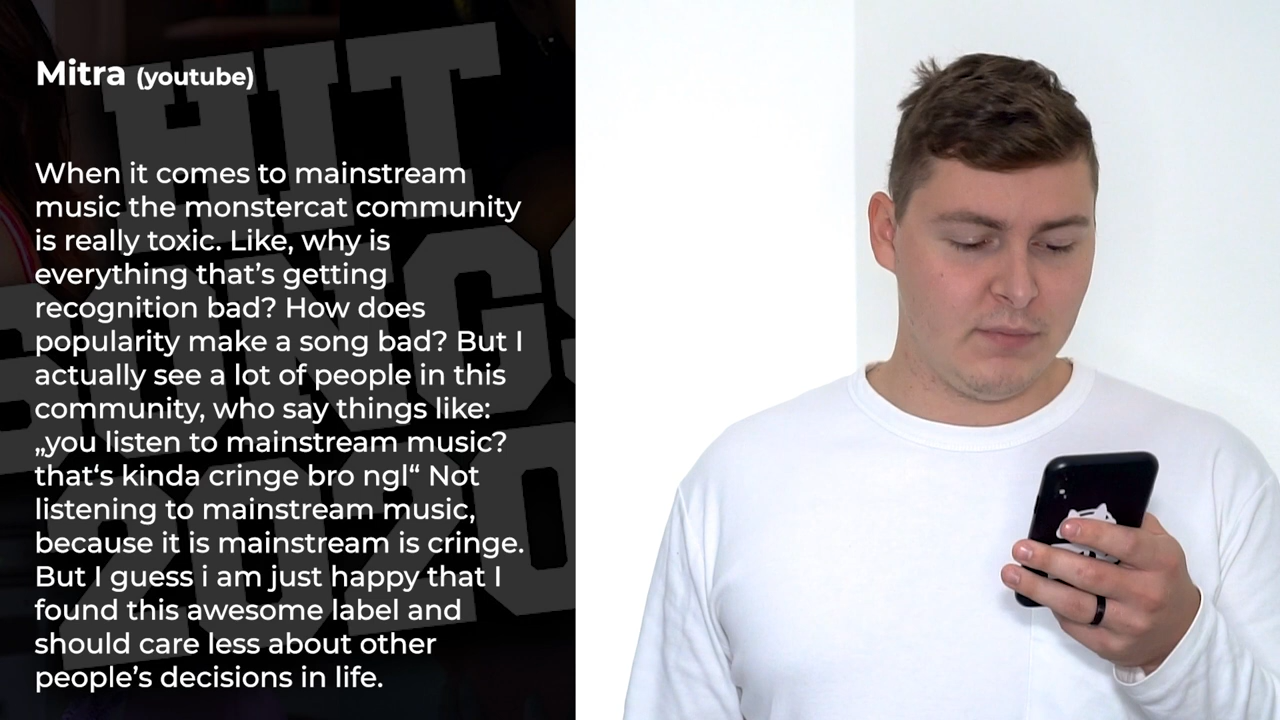 HIT
SONGS
2020
Mitra (youtube)
When it comes to mainstream
music the monstercat community
is really toxic. Like, why is
everything that’s getting
recognition bad? How does
popularity make a song bad? But I
actually see a lot of people in this
community, who say things like:
„you listen to mainstream music?
that‘s kinda cringe bro ngl“ Not
listening to mainstream music,
because it is mainstream is cringe.
But I guess i am just happy that I
found this awesome label and
should care less about other
people’s decisions in life.